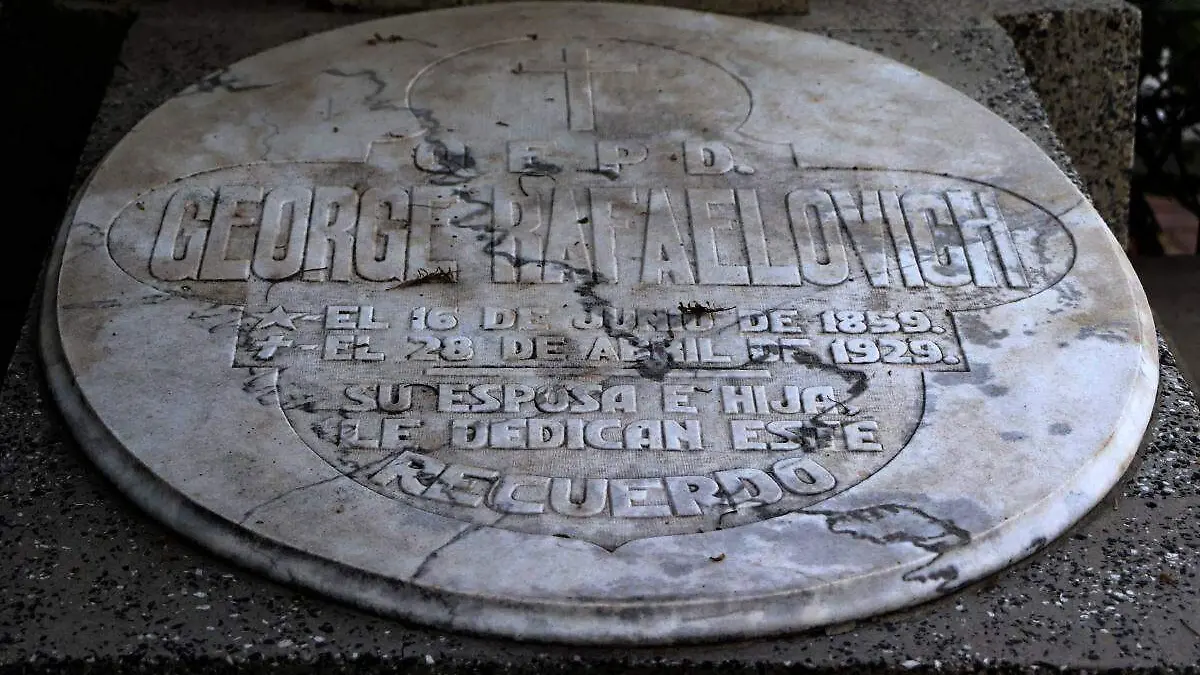 Q. E. P. D.
GEORGE RAFAELOVICH
EL 16 DE JUNIO DE 1859.
EL 28 DE ABRIL DE 1929.
SU ESPOSA É HIJA
LE DEDICAN ESTE
RECUERDO